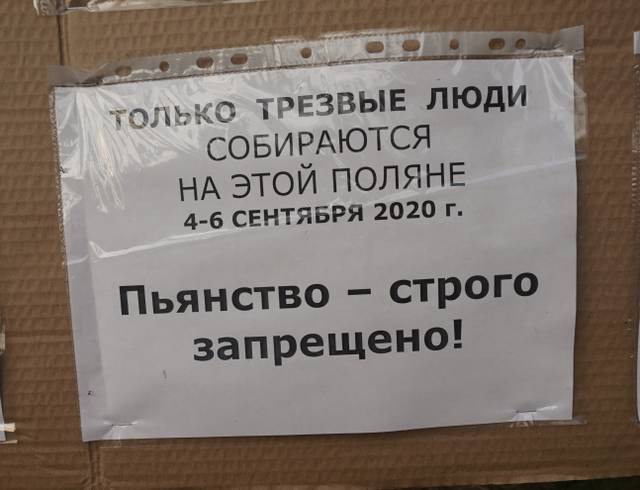 ТОЛЬКО ТРЕЗВЫЕ ЛЮДИ
СОБИРАЮТСЯ
НА ЭТОЙ ПОЛЯНЕ
4-6 СЕНТЯБРЯ 2020 г.
Пьянство – строго
запрещено!